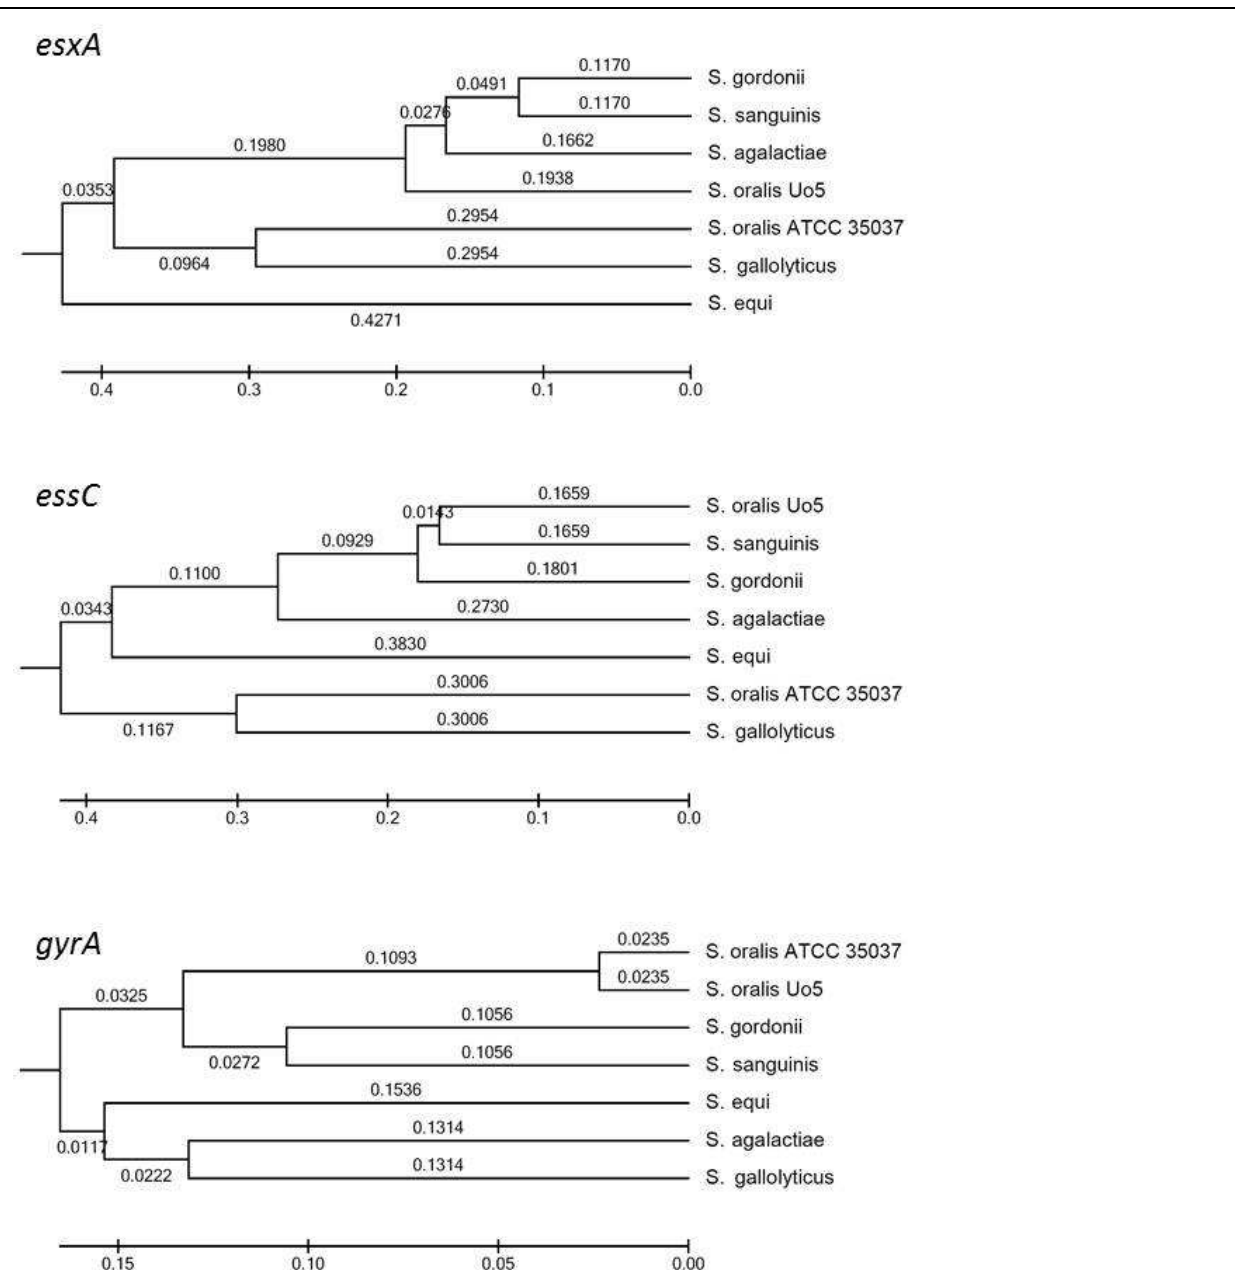 esxA
0.1170
S. gordonii
0.0491
0.1170
S. sanguinis
0.0276
0.1662
S. agalactiae
0.1980
0.1938
S. oralis Uo5
0.0353
0.2954
S. oralis ATCC 35037
0.0964
0.2954
S. gallolyticus
S. equi
0.4271
0.4 0.3 0.2 0.1 0.0
essC
0.1659
S. oralis Uo5
0.0143
0.1659
S. sanguinis
0.0929
0.1801
S. gordonii
0.1100
0.2730
S. agalactiae
0.0343
0.3830
S. equi
0.3006
S. oralis ATCC 35037
0.1167
0.3006
S. gallolyticus
0.4 0.3 0.2 0.1 0.0
gyrA
0.0235
S. oralis ATCC 35037
0.1093
0.0235
S. oralis Uo5
0.0325
0.1056
S. gordonii
0.0272
0.1056
S. sanguinis
0.1536
S. equi
0.0117
0.1314
S. agalactiae
0.0222
0.1314
S. gallolyticus
0.15 0.10 0.05 0.00